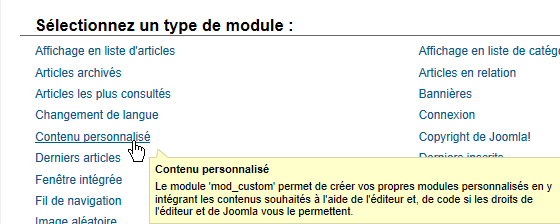 Sélectionnez un type de module :
Affichage en liste d'articles
Affichage en liste de catég
Articles archivés
Articles en relation
Articles les plus consultés
Bannières
Changement de langue
Connexion
Contenu personnalisé
Copyright de Joomla!
Derniers articles
Derniers inscrits
Fenêtre intégrée
Fil de navigation
Image aléatoire
Contenu personnalisé
Le module 'mod_custom' permet de créer vos propres modules personnalisés en y
intégrant les contenus souhaités à l'aide de l'éditeur et, de code si les droits de
l'éditeur et de Joomla vous le permettent.